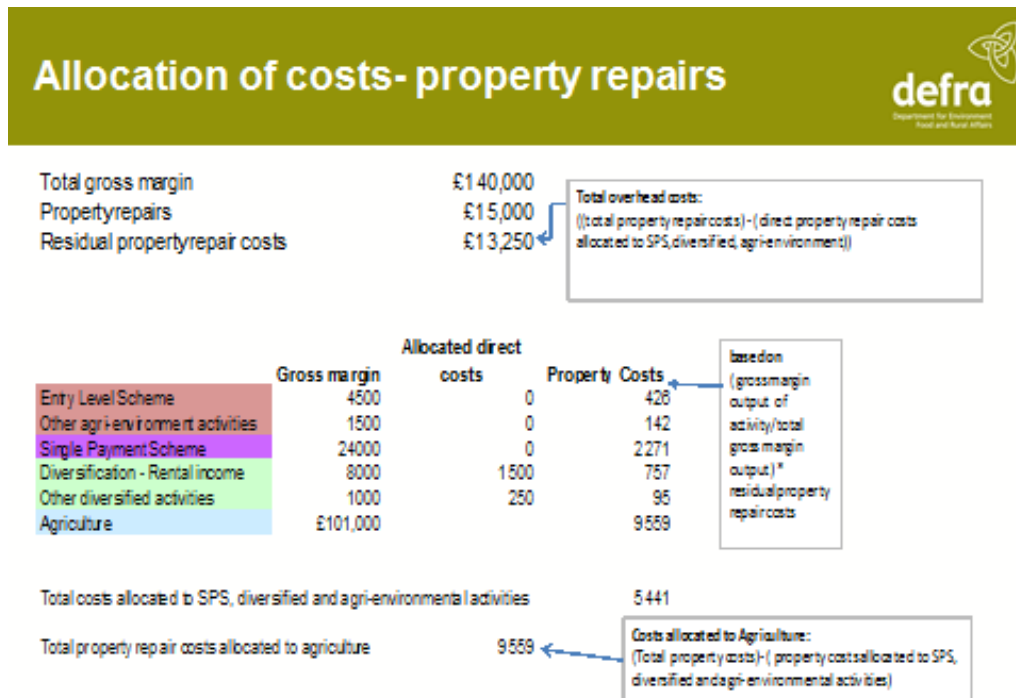 Allocation of costs- property repairs
defra
Department for Environment
Food and Rural Affairs
Total gross margin £140,000
Property repairs £15,000
Residual property repair costs £13,250
Total overhead costs:
((total property repair costs) - (direct property repair costs
allocated to SPS, diversified, agri-environment))
Allocated direct
Gross margin costs Property Costs
Entry Level Scheme 4500 0 426
Other agri-environment activities 1500 0 142
Single Payment Scheme 24000 0 2271
Diversification - Rental income 8000 1500 757
Other diversified activities 1000 250 95
Agriculture £101,000 9559
based on
(gross margin
output of
activity/total
gross margin
output) *
residual property
repair costs
Total costs allocated to SPS, diversified and agri-environmental activities 5441
Total property repair costs allocated to agriculture 9559
Costs allocated to Agriculture:
(Total property costs)-( property costs allocated to SPS,
diversified and agri-environmental activities)